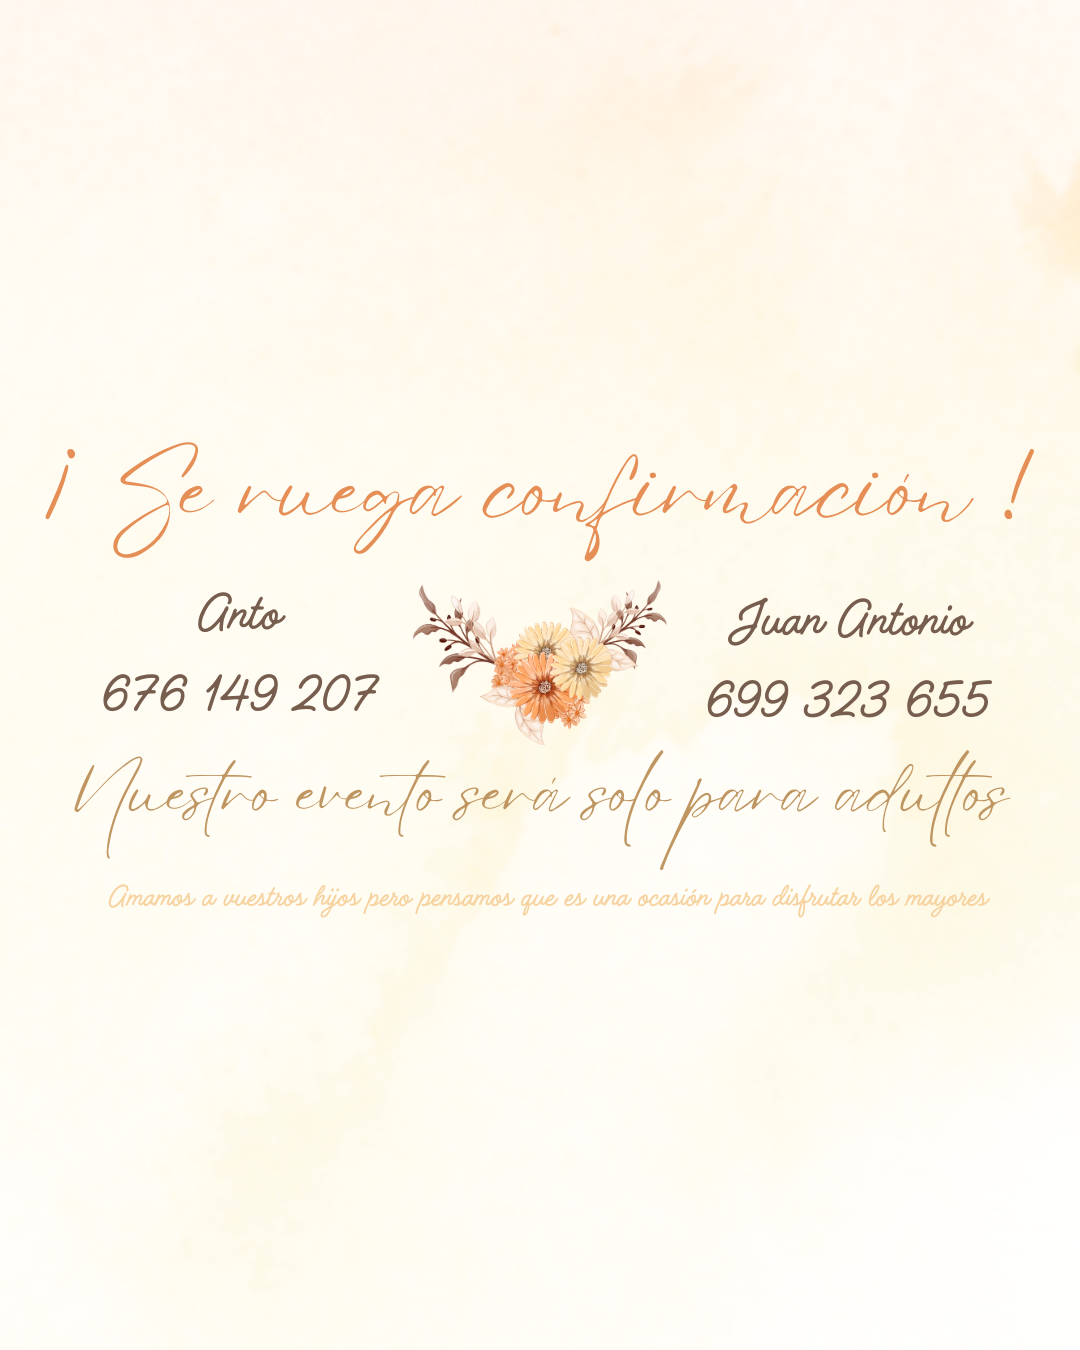 ¡ Se ruega confirmación !
Anto
676 149 207
Juan Antonio
699 323 655
Nuestro evento será solo para adultos
Amamos a vuestros hijos pero pensamos que es una ocasión para disfrutar los mayores